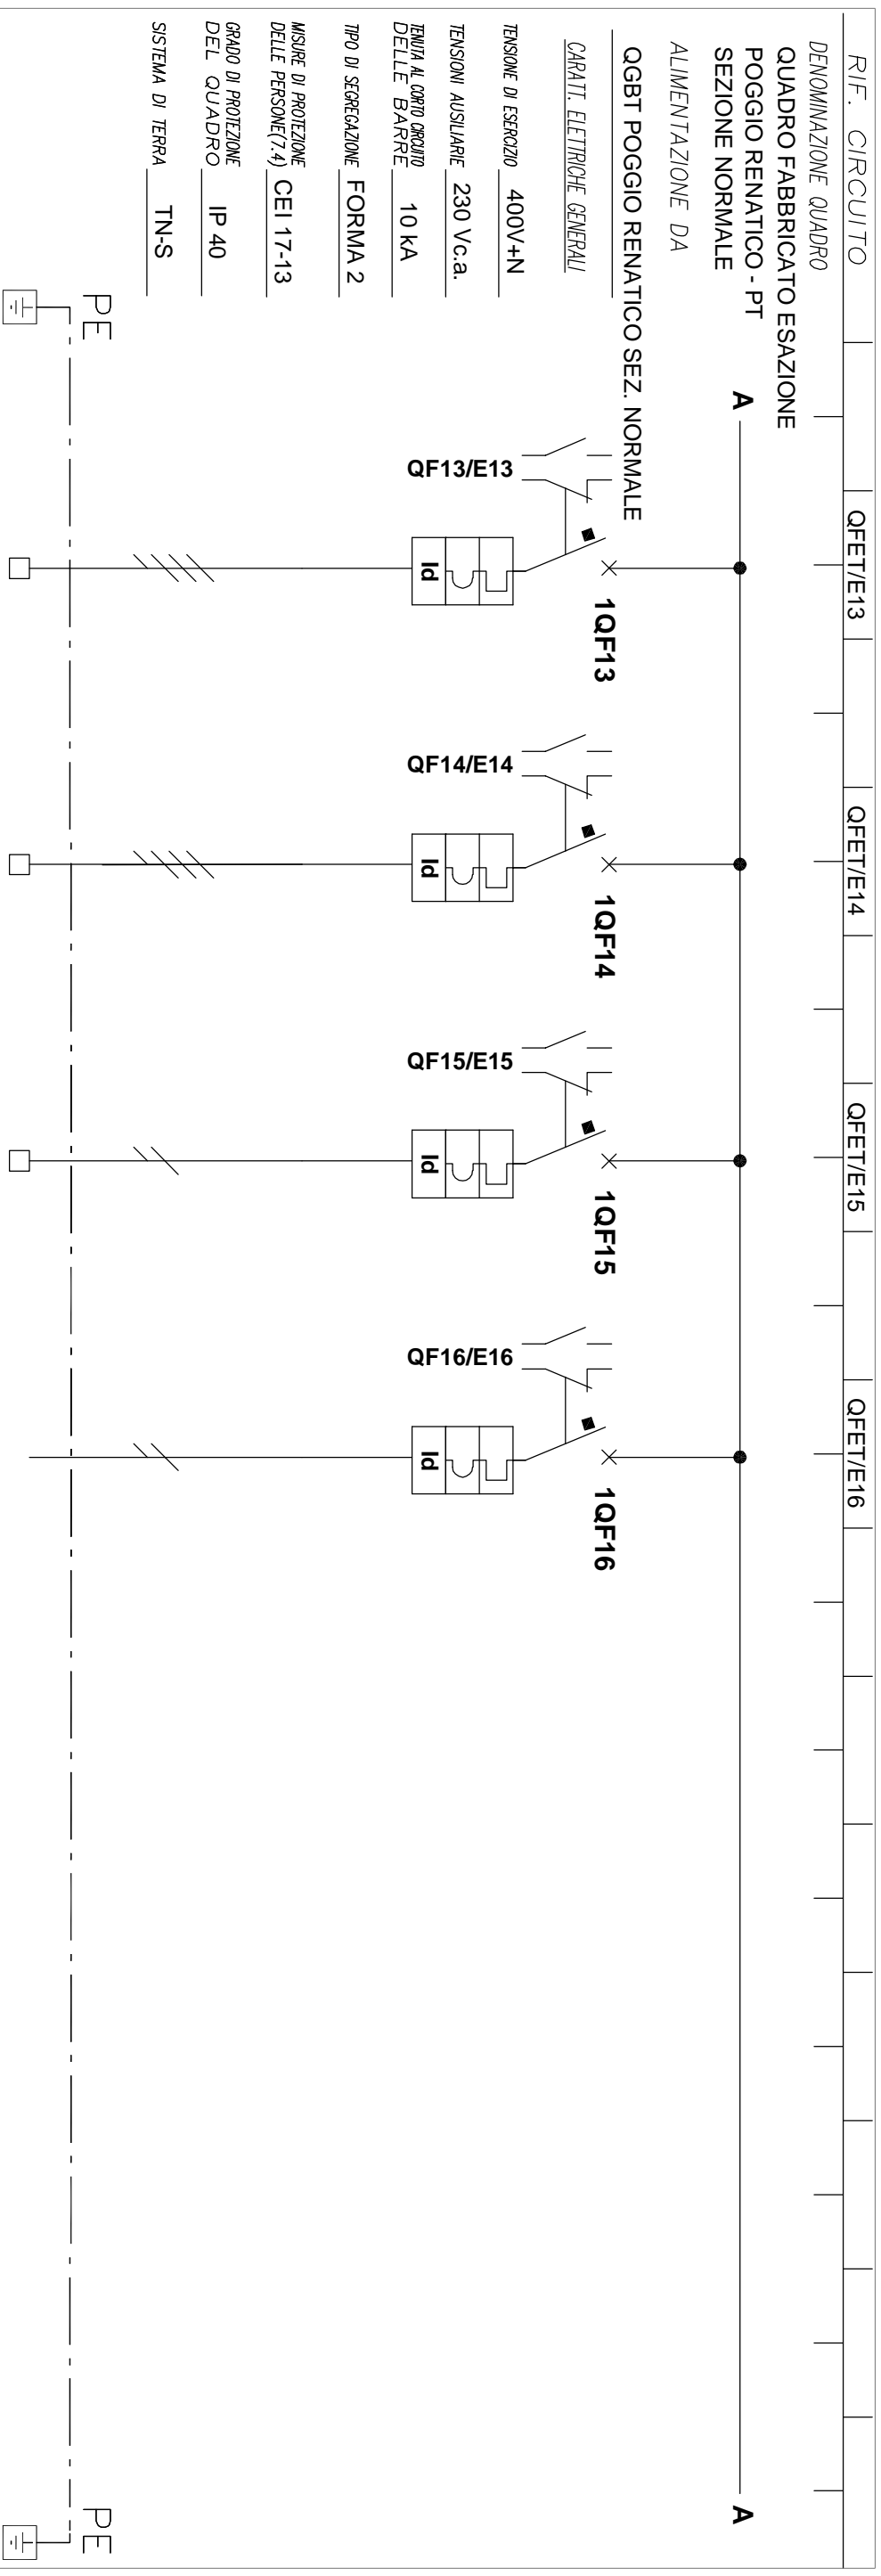 RIF. CIRCUITO
QFET/E13
QFET/E14
QFET/E15
QFET/E16
DENOMINAZIONE QUADRO
QUADRO FABBRICATO ESAZIONE
POGGIO RENATICO - PT
SEZIONE NORMALE
A
A
ALIMENTAZIONE DA
QGBT POGGIO RENATICO SEZ. NORMALE
1QF13
1QF14
1QF15
1QF16
CARATT. ELETTRICHE GENERALI
TENSIONE DI ESERCIZIO 400V+N
TENSIONI AUSILIARIE 230 Vc.a.
TENUTA AL CORTO CIRCUITO
DELLE BARRE 10 kA
QF13/E13
QF14/E14
QF15/E15
QF16/E16
Id
Id
Id
Id
TIPO DI SEGREGAZIONE FORMA 2
MISURE DI PROTEZIONE
DELLE PERSONE(7.4) CEI 17-13
GRADO DI PROTEZIONE
DEL QUADRO IP 40
SISTEMA DI TERRA TN-S
PE
PE